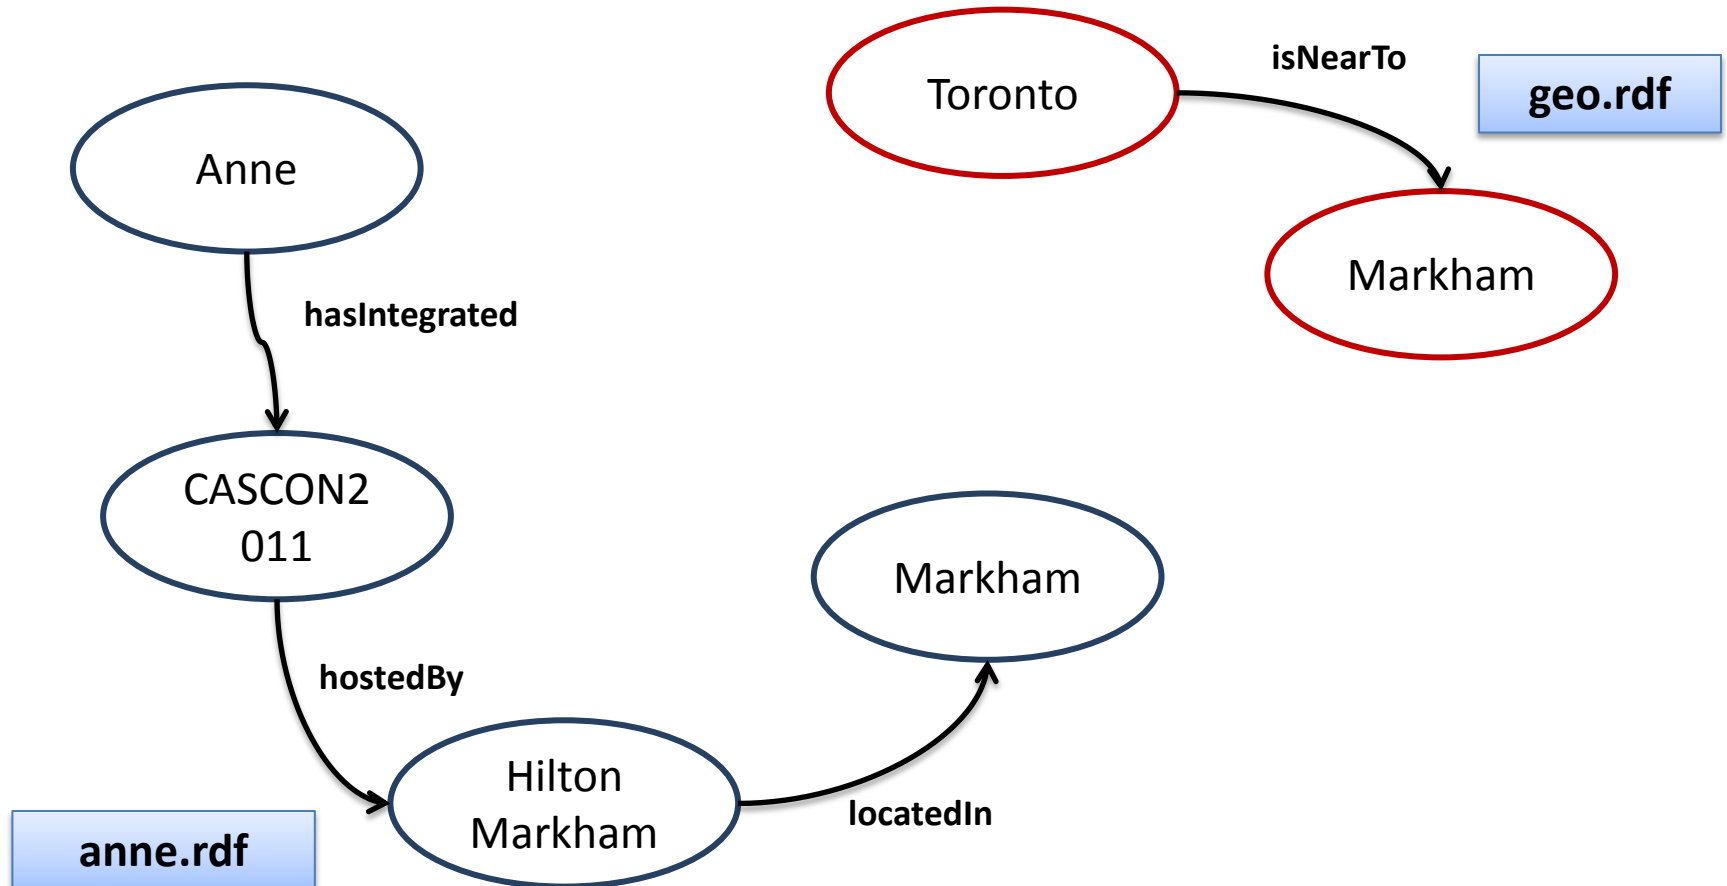 Toronto
isNearTo
geo.rdf
Anne
Markham
hasIntegrated
CASCON2
011
Markham
hostedBy
Hilton
Markham
locatedIn
anne.rdf